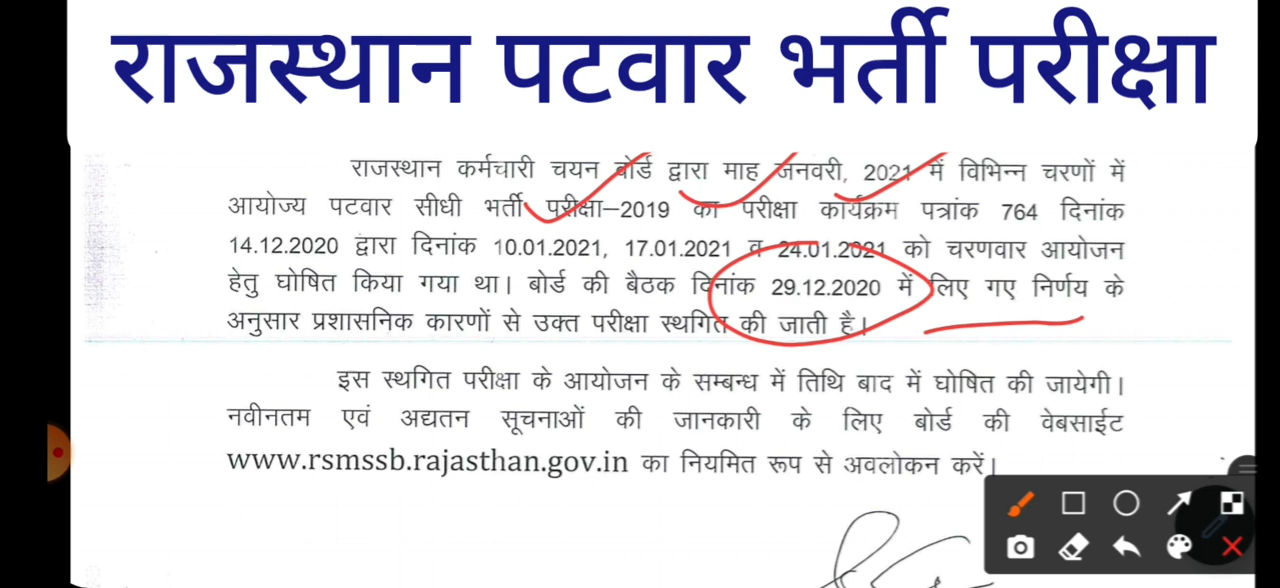 राजस्थान पटवार भर्ती परीक्षा
राजस्थान कर्मचारी चयन बोर्ड द्वारा माह जनवरी, 2021 में विभिन्न चरणों में
आयोज्य पटवार सीधी भर्ती परीक्षा–2019 का परीक्षा कार्यक्रम पत्रांक 764 दिनांक
14.12.2020 द्वारा दिनांक 10.01.2021, 17.01.2021 व 24.01.2021 को चरणवार आयोजन
हेतु घोषित किया गया था। बोर्ड की बैठक दिनांक 29.12.2020 में लिए गए निर्णय के
अनुसार प्रशासनिक कारणों से उक्त परीक्षा स्थगित की जाती है।
इस स्थगित परीक्षा के आयोजन के सम्बन्ध में तिथि बाद में घोषित की जायेगी।
नवीनतम एवं अद्यतन सूचनाओं की जानकारी के लिए बोर्ड की वेबसाईट
www.rsmssb.rajasthan.gov.in का नियमित रूप से अवलोकन करें।